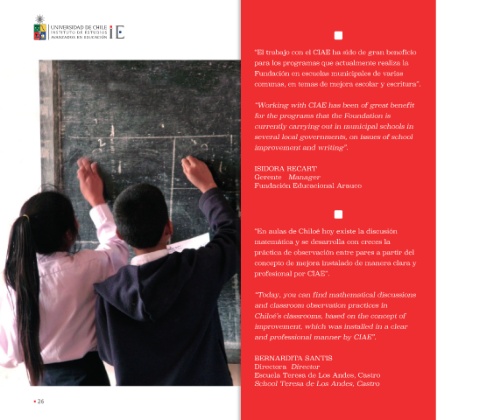 UNIVERSIDAD DE CHILE
INSTITUTO DE ESTUDIOS
AVANZADOS EN EDUCACIÓN
iE
"El trabajo con el CIAE ha sido de gran beneficio
para los programas que actualmente realiza la
Fundación en escuelas municipales de varias
comunas, en temas de mejora escolar y escritura".
"Working with CIAE has been of great benefit
for the programs that the Foundation is
currently carrying out in municipal schools in
several local governments, on issues of school
improvement and writing".
ISIDORA RECART
Gerente Manager
Fundación Educacional Arauco
"En aulas de Chiloé hoy existe la discusión
matemática y se desarrolla con creces la
práctica de observación entre pares a partir del
concepto de mejora instalado de manera clara y
profesional por CIAE".
"Today, you can find mathematical discussions
and classroom observation practices in
Chiloé's classrooms, based on the concept of
improvement, which was installed in a clear
and professional manner by CIAE".
BERNARDITA SANTIS
Directora Director
Escuela Teresa de Los Andes, Castro
School Teresa de Los Andes, Castro
• 26